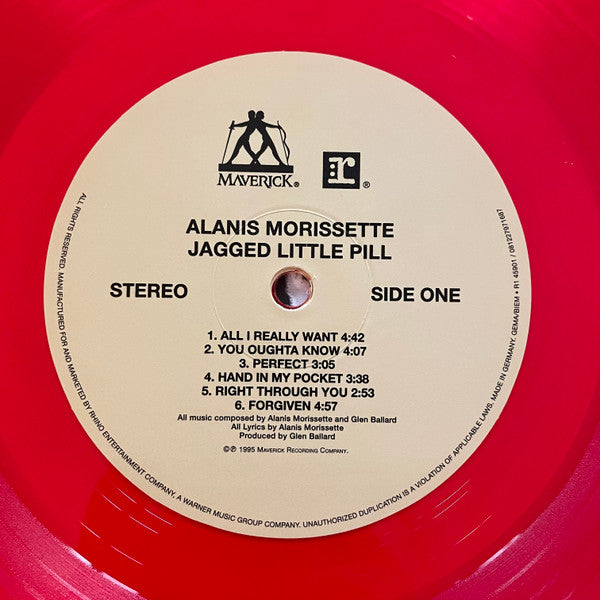 MAVERICK®
r®
ALANIS MORISSETTE
JAGGED LITTLE PILL
STEREO
SIDE ONE
1. ALL I REALLY WANT 4:42
2. YOU OUGHTA KNOW 4:07
3. PERFECT 3:05
4. HAND IN MY POCKET 3:38
5. RIGHT THROUGH YOU 2:53
6. FORGIVEN 4:57
All music composed by Alanis Morissette and Glen Ballard
All Lyrics by Alanis Morissette
Produced by Glen Ballard
©℗ 1995 MAVERICK RECORDING COMPANY.
ALL RIGHTS RESERVED. MANUFACTURED FOR AND MARKETED BY RHINO ENTERTAINMENT COMPANY, A WARNER MUSIC GROUP COMPANY. UNAUTHORIZED DUPLICATION IS A VIOLATION OF APPLICABLE LAWS. MADE IN GERMANY. GEMA/BIEM • R1 45901 / 081227971687